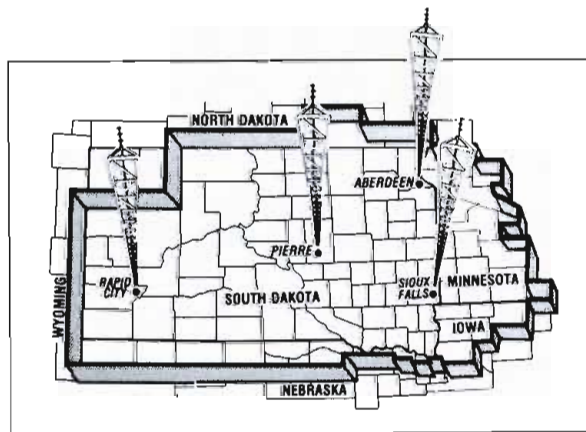 NORTH DAKOTA
ABERDEEN
PIERRE
RAPID
CITY
SOUTH DAKOTA
SIOUX
FALLS
MINNESOTA
WYOMING
IOWA
NEBRASKA